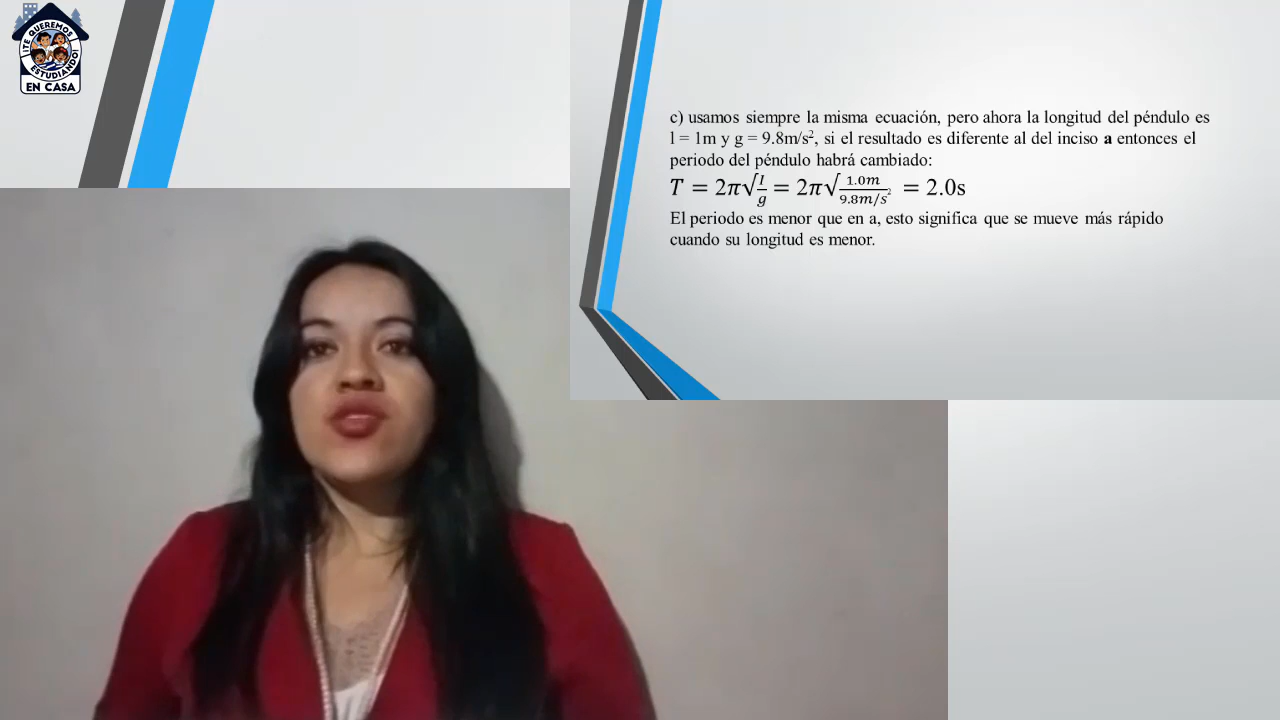 ¡TE QUEREMOS
ESTUDIANDO!
EN CASA
c) usamos siempre la misma ecuación, pero ahora la longitud del péndulo es
l = 1m y g = 9.8m/s², si el resultado es diferente al del inciso a entonces el
periodo del péndulo habrá cambiado:
T = 2π√l/g = 2π√1.0m/9.8m/s² = 2.0s
El periodo es menor que en a, esto significa que se mueve más rápido
cuando su longitud es menor.